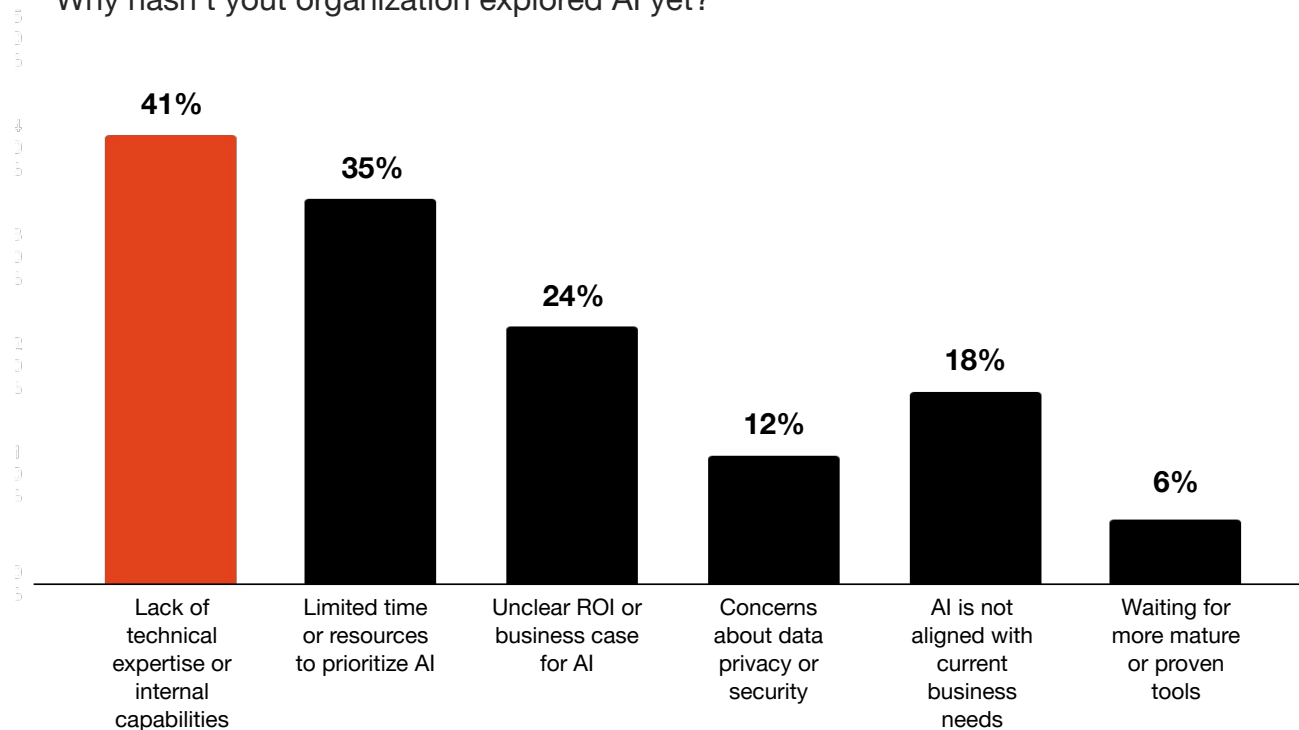 Why hasn't yout organization explored AI yet?
41%
35%
24%
12%
18%
6%
Lack of
technical
expertise or
internal
capabilities
Limited time
or resources
to prioritize AI
Unclear ROI or
business case
for AI
Concerns
about data
privacy or
security
AI is not
aligned with
current
business
needs
Waiting for
more mature
or proven
tools